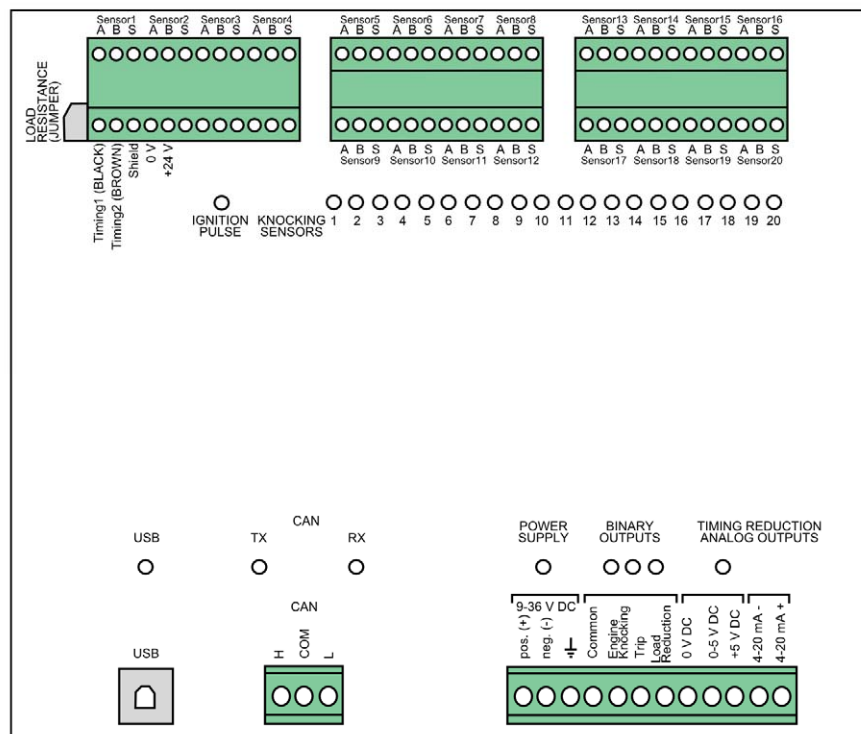 Sensor1 Sensor2 Sensor3 Sensor4
A B S A B S A B S A B S
Sensor5 Sensor6 Sensor7 Sensor8
A B S A B S A B S A B S
Sensor13 Sensor14 Sensor15 Sensor16
A B S A B S A B S A B S
LOAD
RESISTANCE
(JUMPER)
Timing1 (BLACK)
Timing2 (BROWN)
Shield
0 V
+24 V
A B S A B S A B S A B S
Sensor9 Sensor10 Sensor11 Sensor12
A B S A B S A B S A B S
Sensor17 Sensor18 Sensor19 Sensor20
IGNITION
PULSE
KNOCKING
SENSORS
1 2 3 4 5 6 7 8 9 10 11 12 13 14 15 16 17 18 19 20
USB
CAN
TX RX
POWER
SUPPLY
BINARY
OUTPUTS
TIMING REDUCTION
ANALOG OUTPUTS
USB
CAN
H
COM
L
9-36 V DC
pos. (+)
neg. (-)
Common
Engine
Knocking
Trip
Load
Reduction
0 V DC
0-5 V DC
+5 V DC
4-20 mA -
4-20 mA +